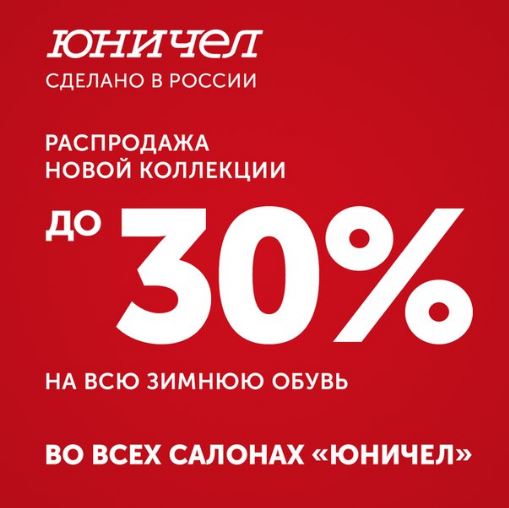 ЮНИЧЕЛ
СДЕЛАНО В РОССИИ
РАСПРОДАЖА
НОВОЙ КОЛЛЕКЦИИ
ДО 30%
НА ВСЮ ЗИМНЮЮ ОБУВЬ
ВО ВСЕХ САЛОНАХ «ЮНИЧЕЛ»